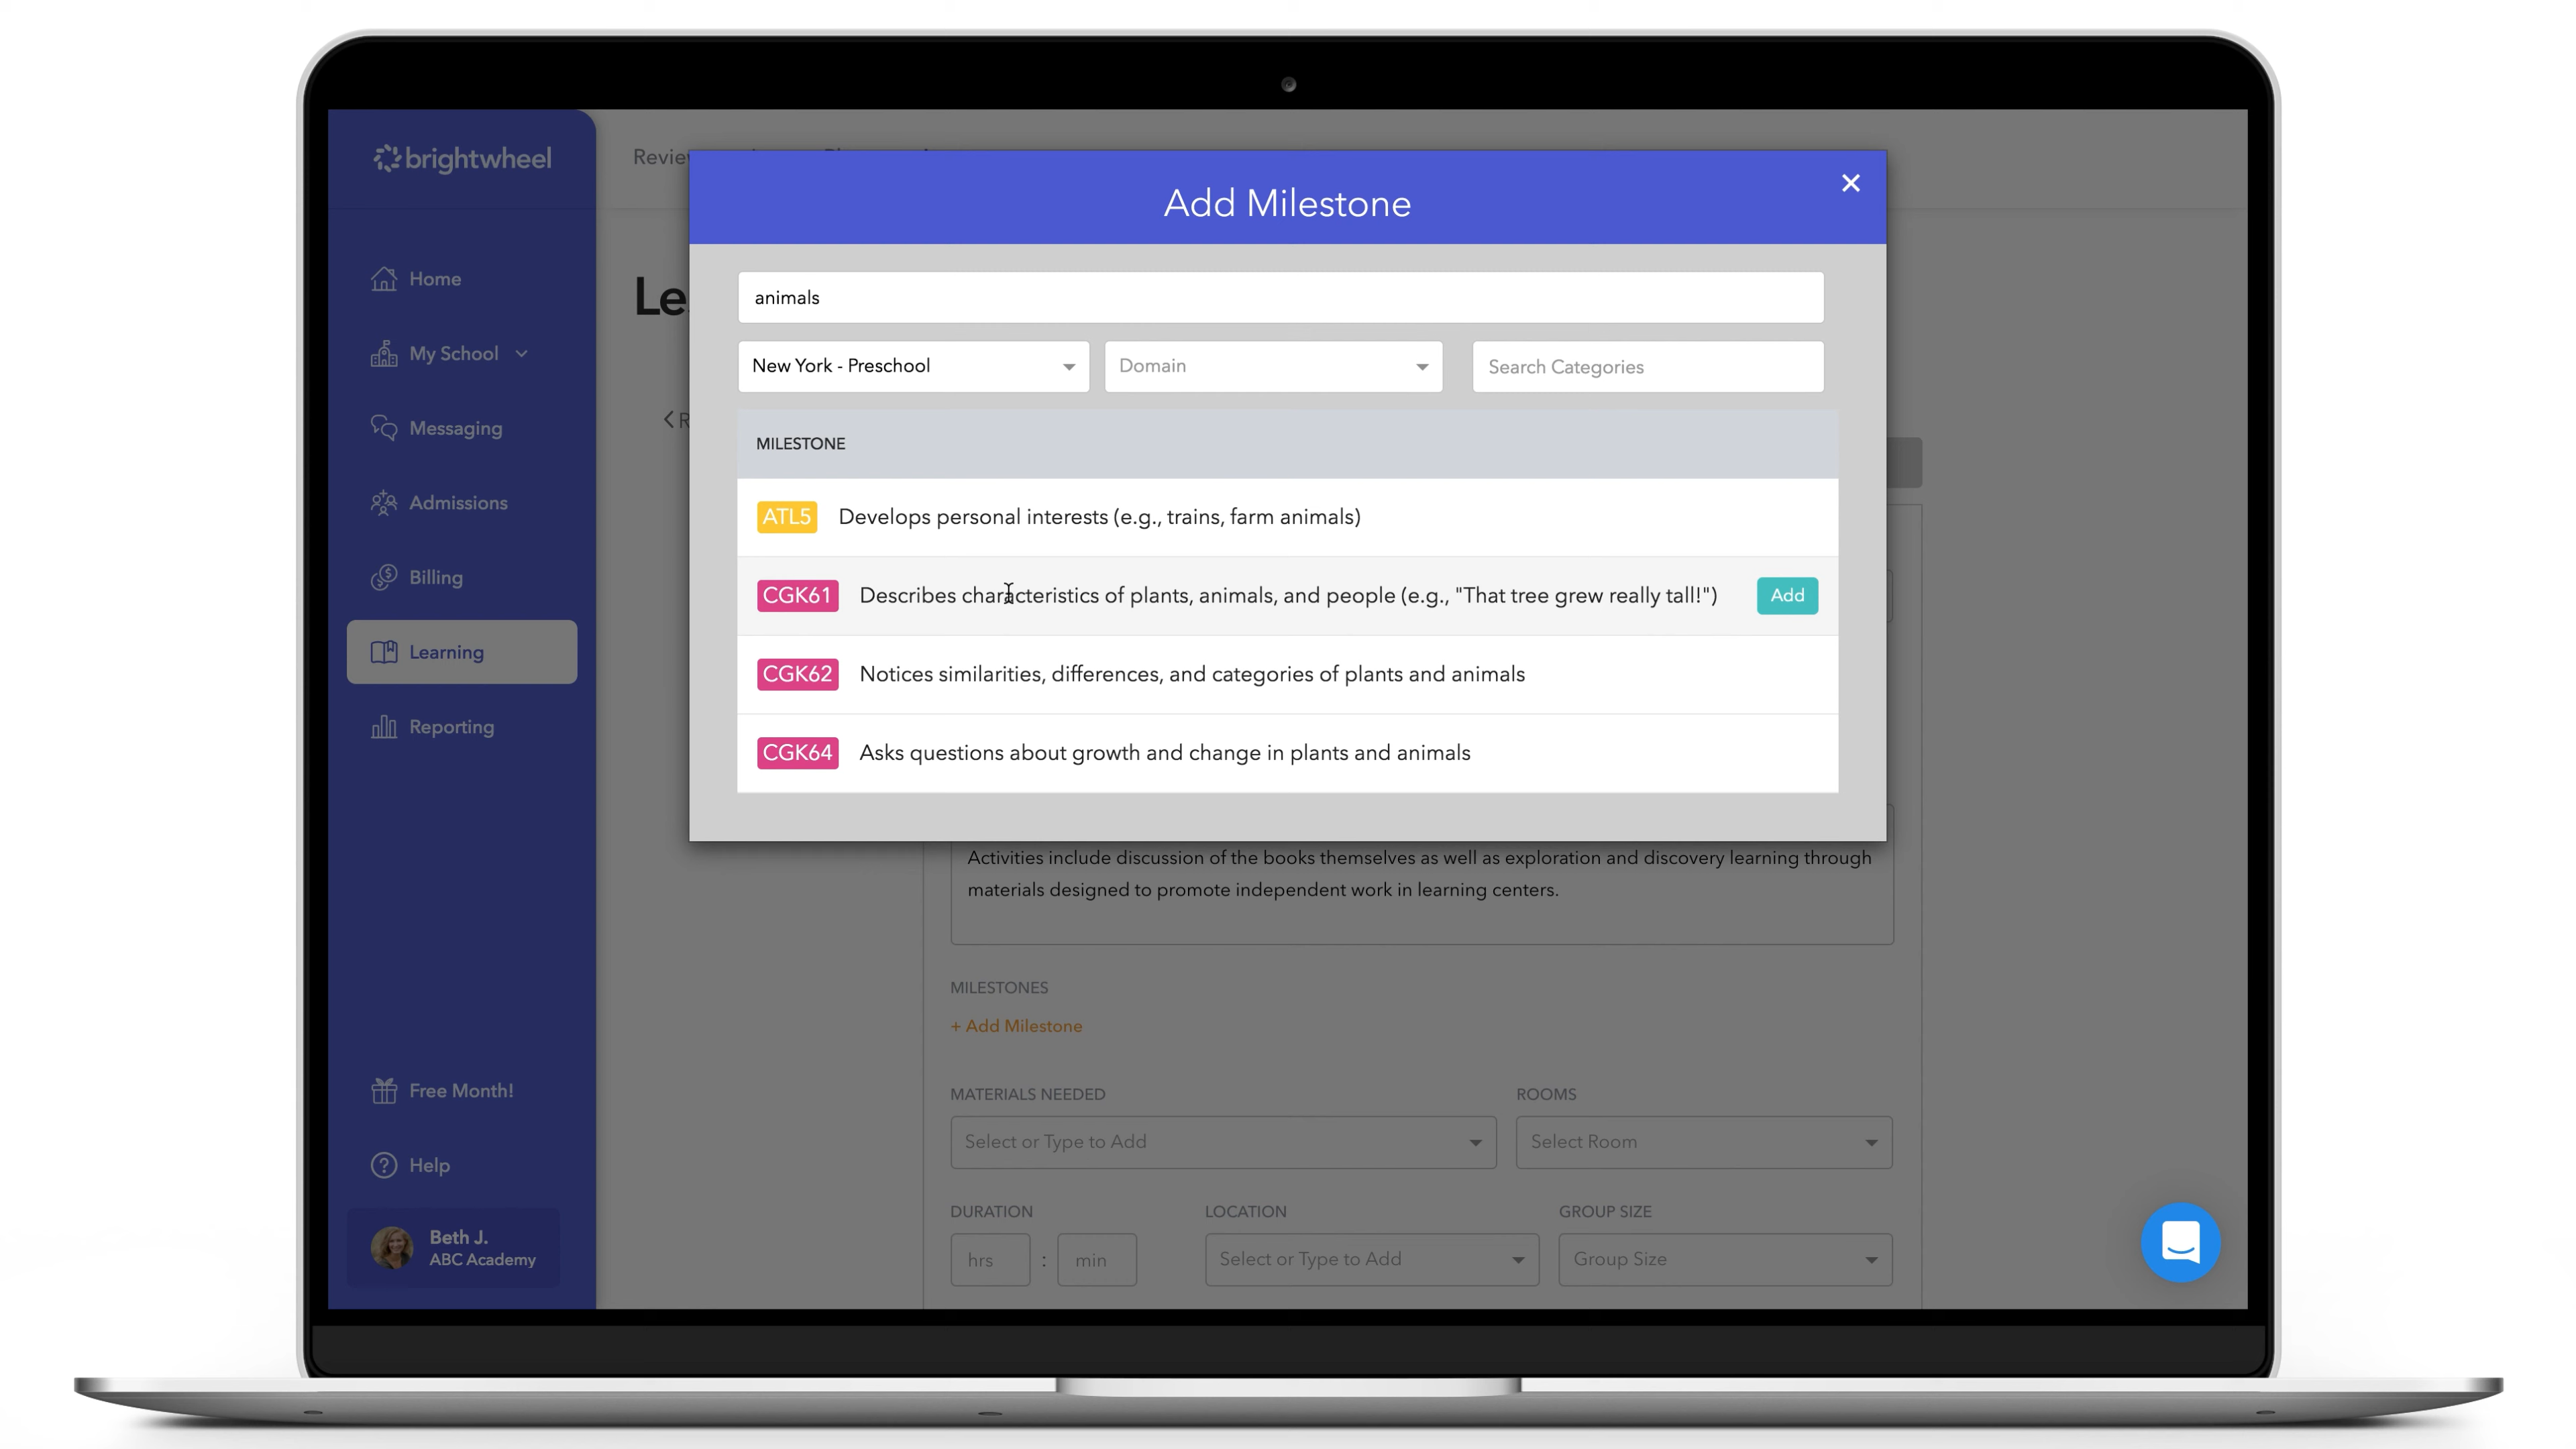 brightwheel
Home
My School
Messaging
Admissions
Billing
Learning
Reporting
Free Month!
Help
Beth J.
ABC Academy
Add Milestone
animals
New York - Preschool
Domain
Search Categories
MILESTONE
ATL5 Develops personal interests (e.g., trains, farm animals)
CGK61 Describes characteristics of plants, animals, and people (e.g., "That tree grew really tall!") Add
CGK62 Notices similarities, differences, and categories of plants and animals
CGK64 Asks questions about growth and change in plants and animals
Activities include discussion of the books themselves as well as exploration and discovery learning through
materials designed to promote independent work in learning centers.
MILESTONES
+ Add Milestone
MATERIALS NEEDED ROOMS
Select or Type to Add Select Room
DURATION LOCATION GROUP SIZE
hrs : min Select or Type to Add Group Size